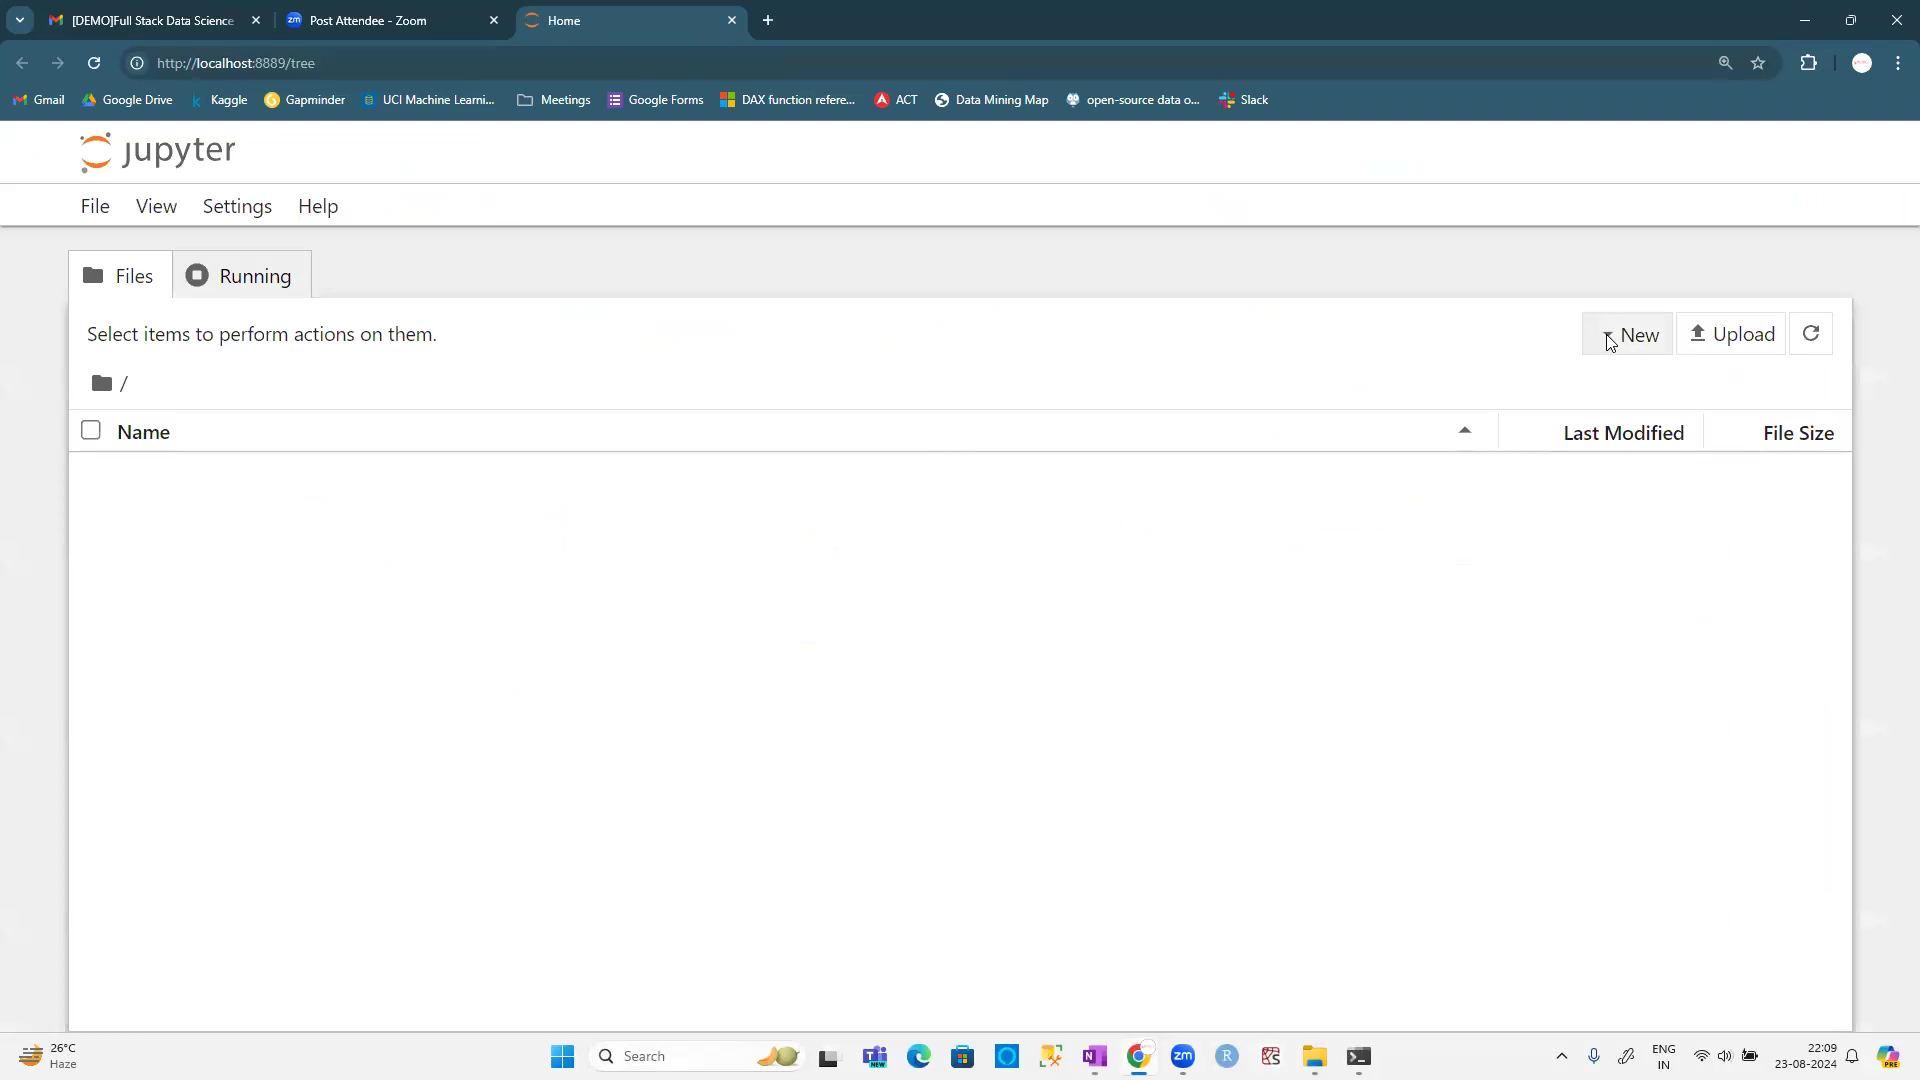 [DEMO]Full Stack Data Science
Post Attendee - Zoom
Home
http://localhost:8889/tree
Gmail
Google Drive
Kaggle
Gapminder
UCI Machine Learni...
Meetings
Google Forms
DAX function refere...
ACT
Data Mining Map
open-source data o...
Slack
jupyter
File View Settings Help
Files
Running
Select items to perform actions on them.
New
Upload
/
Name
Last Modified
File Size
26°C
Haze
Search
ENG
IN
22:09
23-08-2024